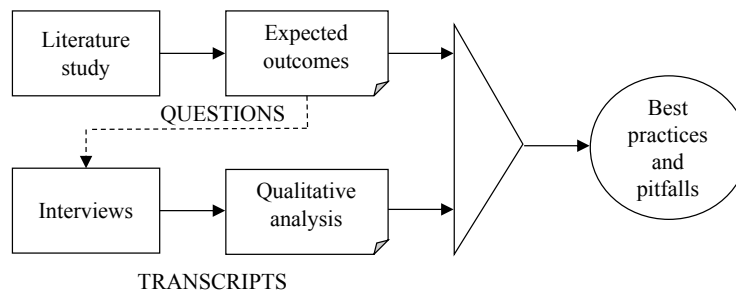 Literature
study
Expected
outcomes
QUESTIONS
Interviews
Qualitative
analysis
TRANSCRIPTS
Best
practices
and
pitfalls